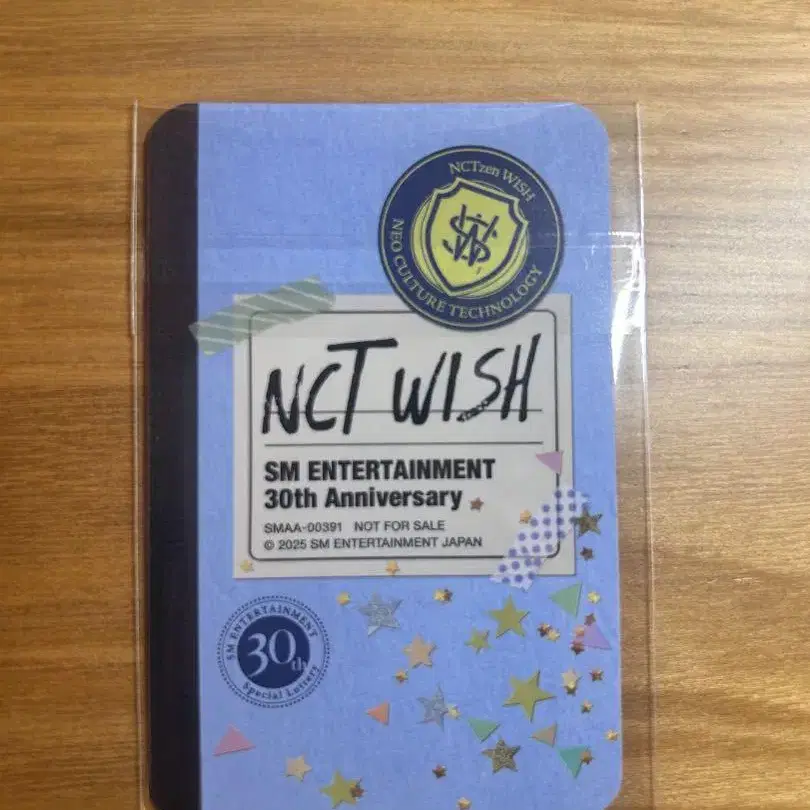 NCTzen WISH
NEO CULTURE TECHNOLOGY
NCT WISH
SM ENTERTAINMENT
30th Anniversary
SMAA-00391 NOT FOR SALE
© 2025 SM ENTERTAINMENT JAPAN
SM ENTERTAINMENT
30th
Special Lottery